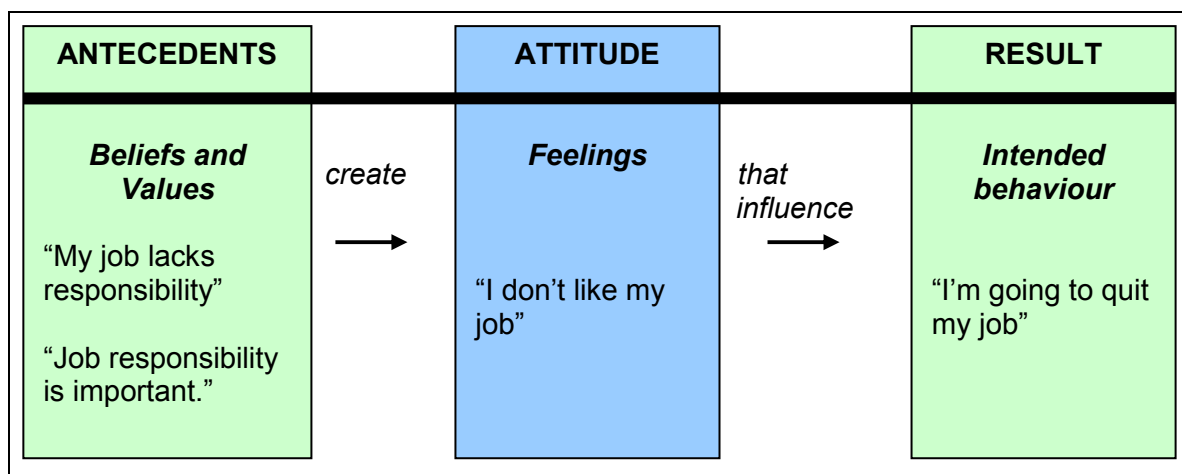 ANTECEDENTS
ATTITUDE
RESULT
Beliefs and
Values
create
Feelings
that
influence
Intended
behaviour
“My job lacks
responsibility”
“Job responsibility
is important.”
“I don’t like my
job”
“I’m going to quit
my job”